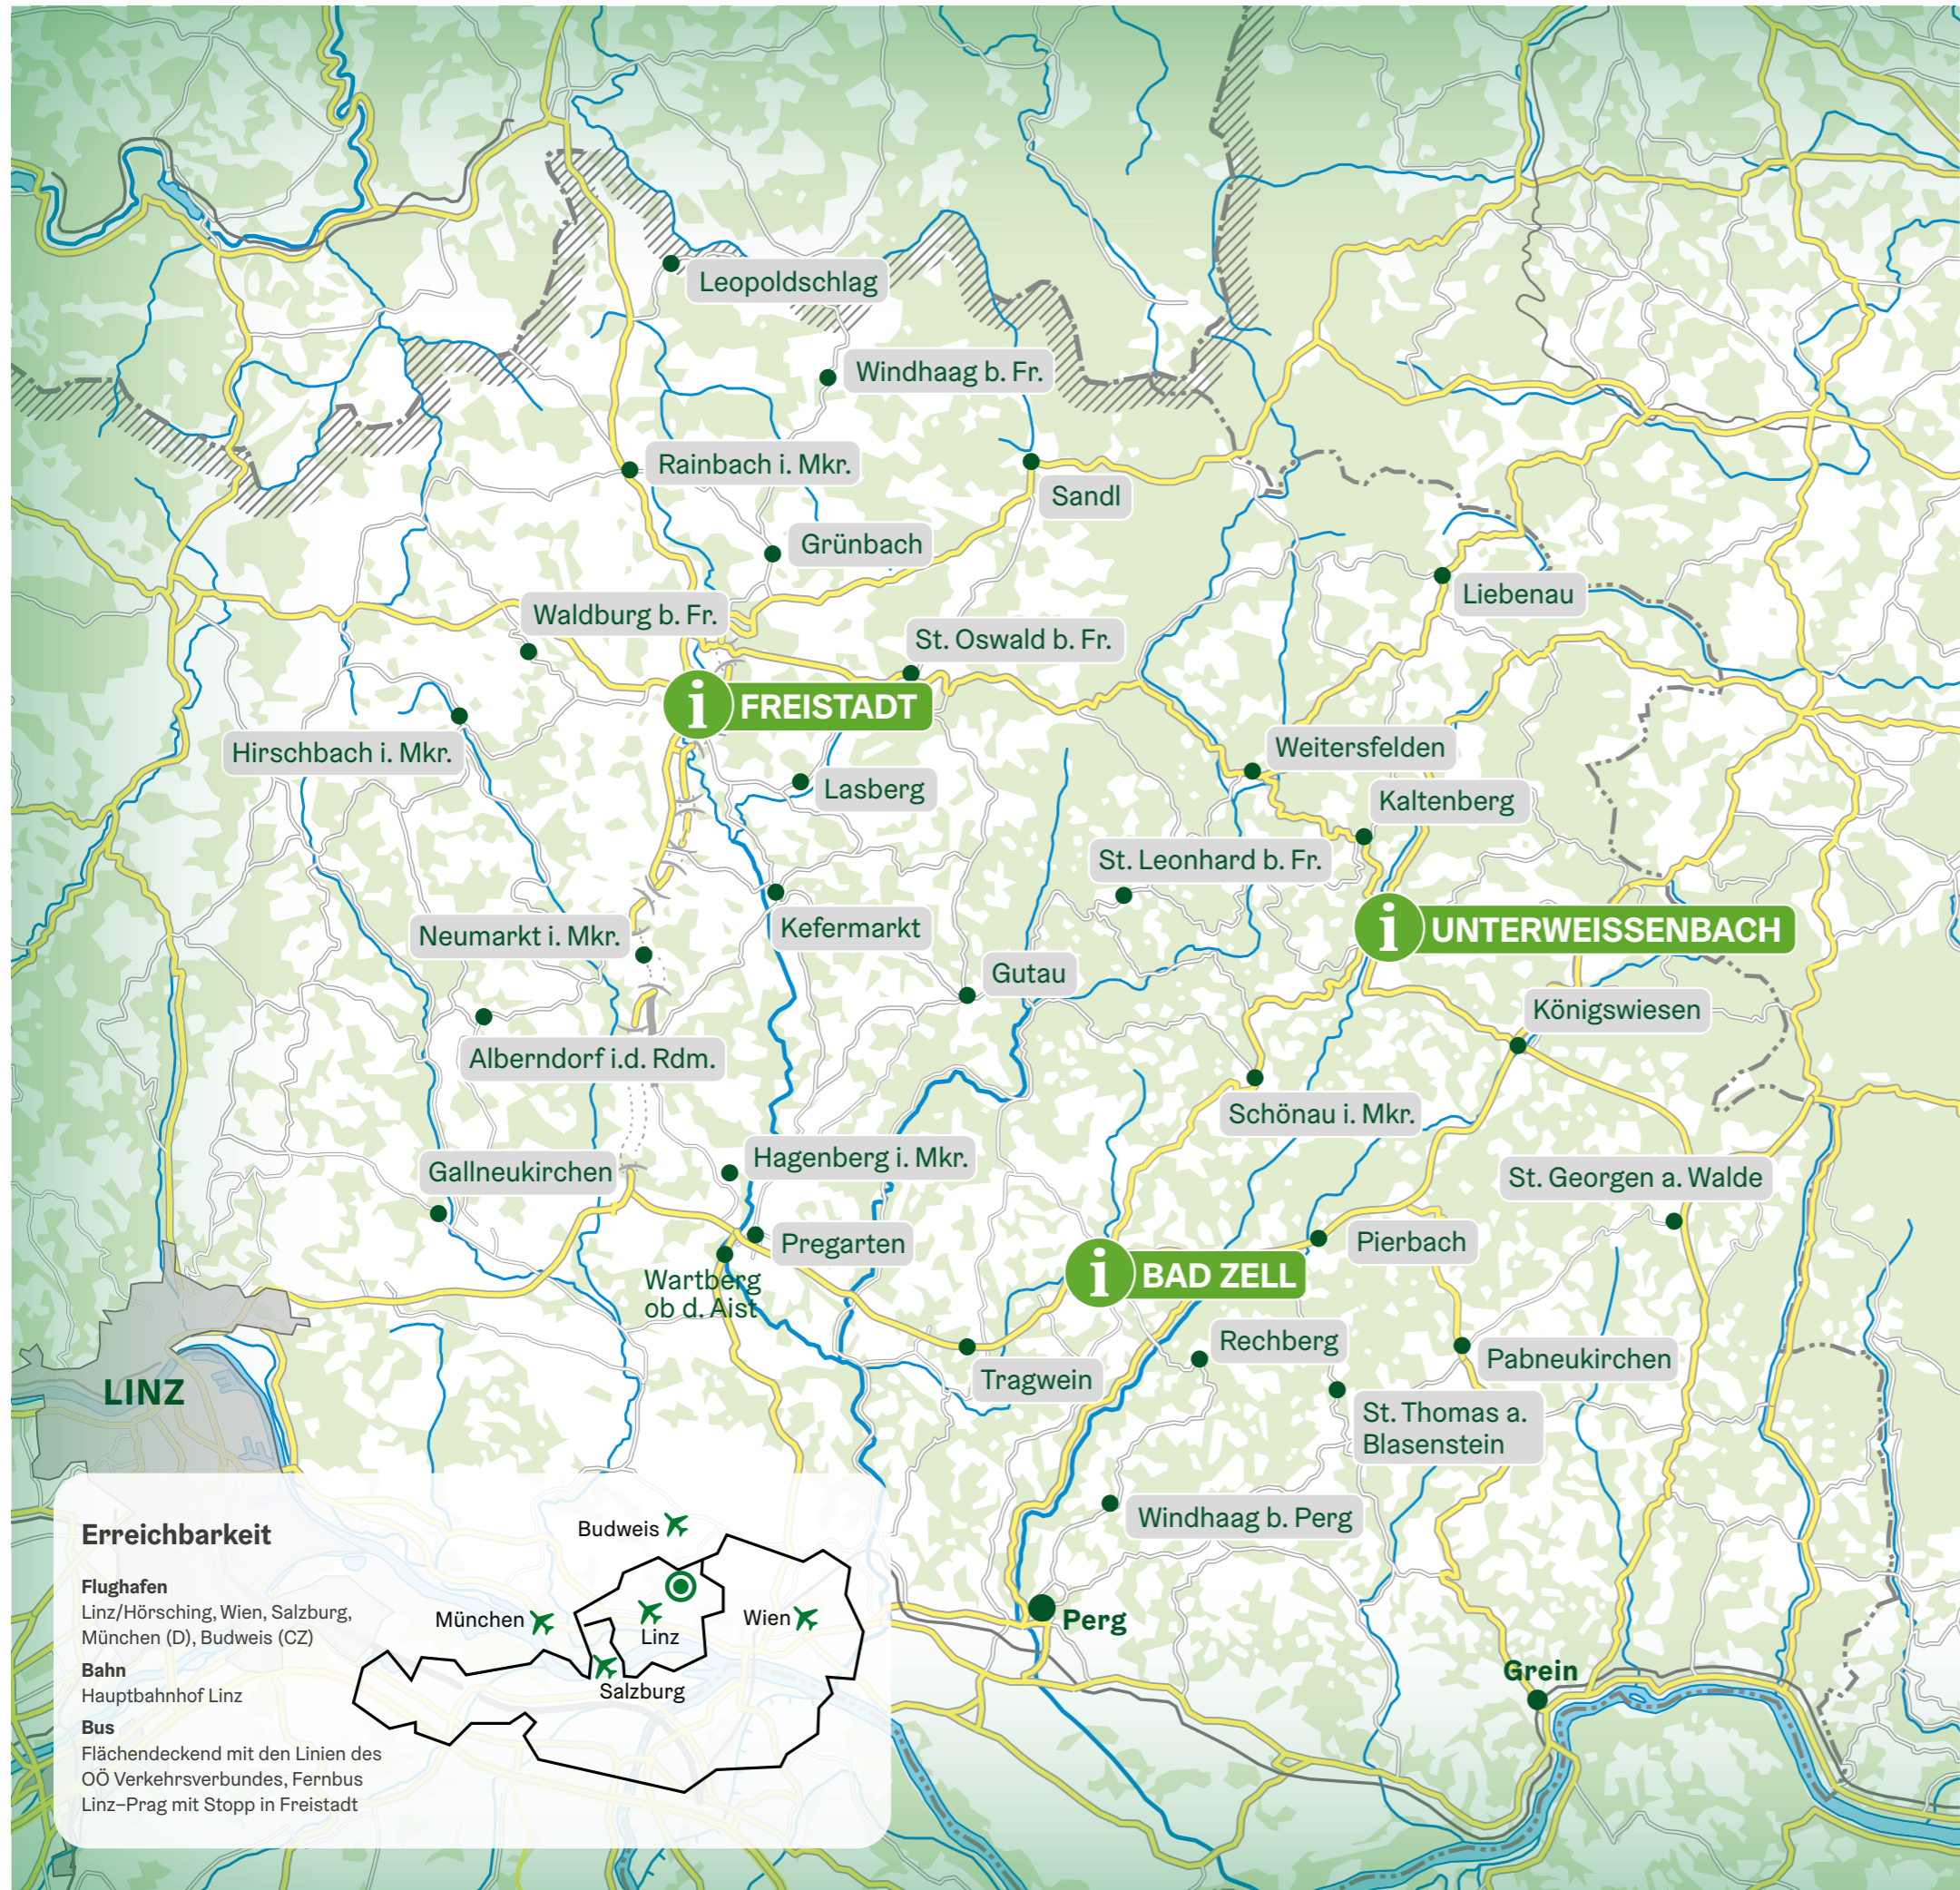 Leopoldschlag
Windhaag b. Fr.
Rainbach i. Mkr.
Sandl
Grünbach
Liebenau
Waldburg b. Fr.
St. Oswald b. Fr.
i FREISTADT
Hirschbach i. Mkr.
Weitersfelden
Lasberg
Kaltenberg
St. Leonhard b. Fr.
Kefermarkt
i UNTERWEISSENBACH
Neumarkt i. Mkr.
Gutau
Königswiesen
Alberndorf i.d. Rdm.
Schönau i. Mkr.
Hagenberg i. Mkr.
Gallneukirchen
St. Georgen a. Walde
Pregarten
Pierbach
Wartberg
ob d. Aist
i BAD ZELL
Rechberg
Pabneukirchen
Tragwein
LINZ
St. Thomas a.
Blasenstein
Windhaag b. Perg
Perg
Grein
Erreichbarkeit
Flughafen
Linz/Hörsching, Wien, Salzburg,
München (D), Budweis (CZ)
Bahn
Hauptbahnhof Linz
Bus
Flächendeckend mit den Linien des
OÖ Verkehrsverbundes, Fernbus
Linz–Prag mit Stopp in Freistadt
Budweis
München
Linz
Wien
Salzburg